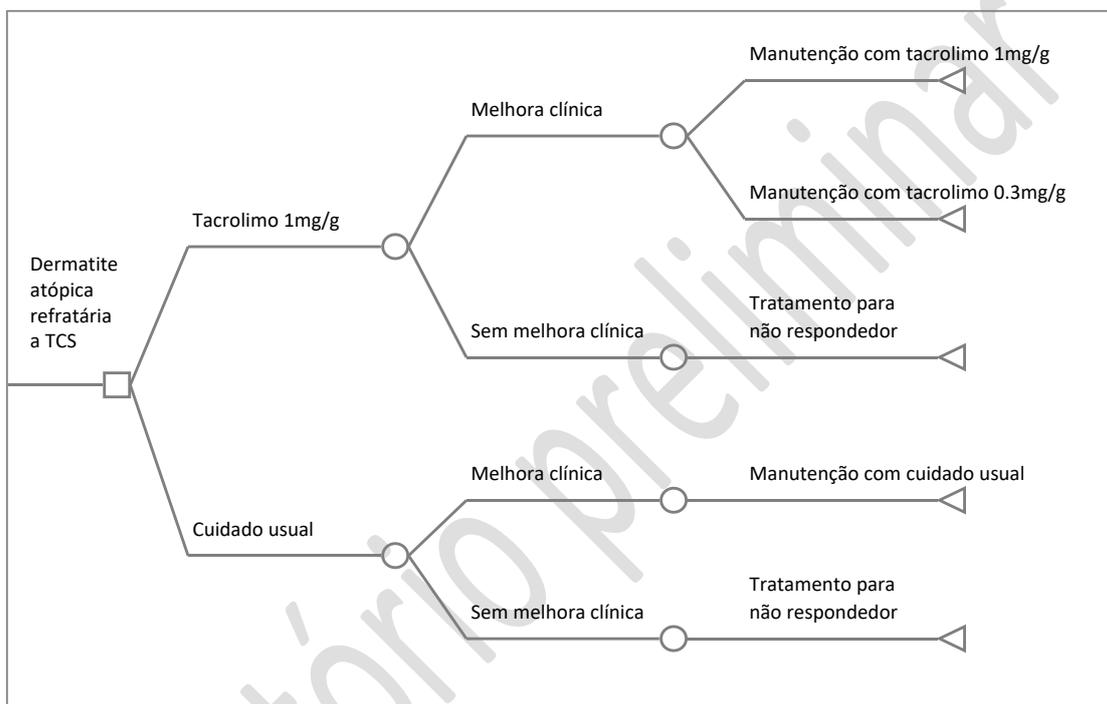 Manutenção com tacrolimo 1mg/g
Melhora clínica
Manutenção com tacrolimo 0.3mg/g
Tacrolimo 1mg/g
Dermatite
atópica
refratária
a TCS
Sem melhora clínica
Tratamento para
não respondedor
Melhora clínica
Manutenção com cuidado usual
Cuidado usual
Sem melhora clínica
Tratamento para
não respondedor
tório preliminar